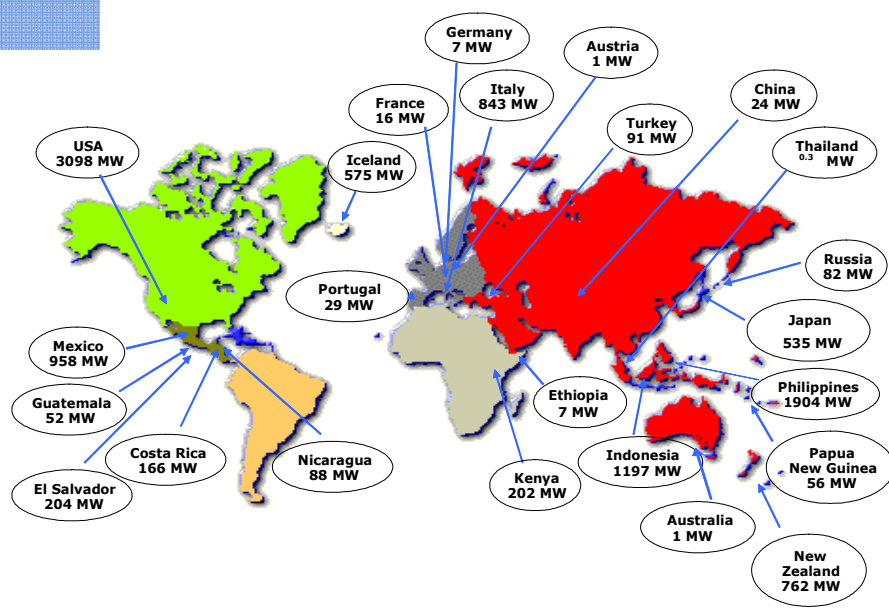 Germany
7 MW
Austria
1 MW
Italy
843 MW
China
24 MW
France
16 MW
Turkey
91 MW
USA
3098 MW
Iceland
575 MW
Thailand
0.3 MW
Russia
82 MW
Portugal
29 MW
Japan
535 MW
Mexico
958 MW
Philippines
1904 MW
Guatemala
52 MW
Ethiopia
7 MW
Costa Rica
166 MW
Nicaragua
88 MW
Indonesia
1197 MW
Papua
New Guinea
56 MW
El Salvador
204 MW
Kenya
202 MW
Australia
1 MW
New
Zealand
762 MW